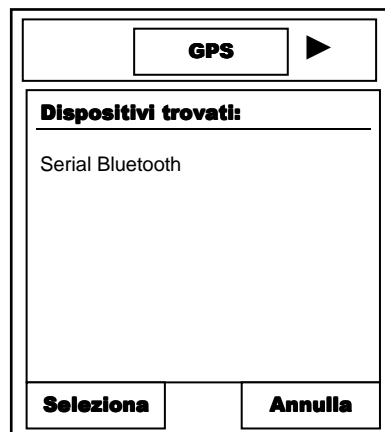 GPS
Dispositivi trovati:
Serial Bluetooth
Seleziona Annulla